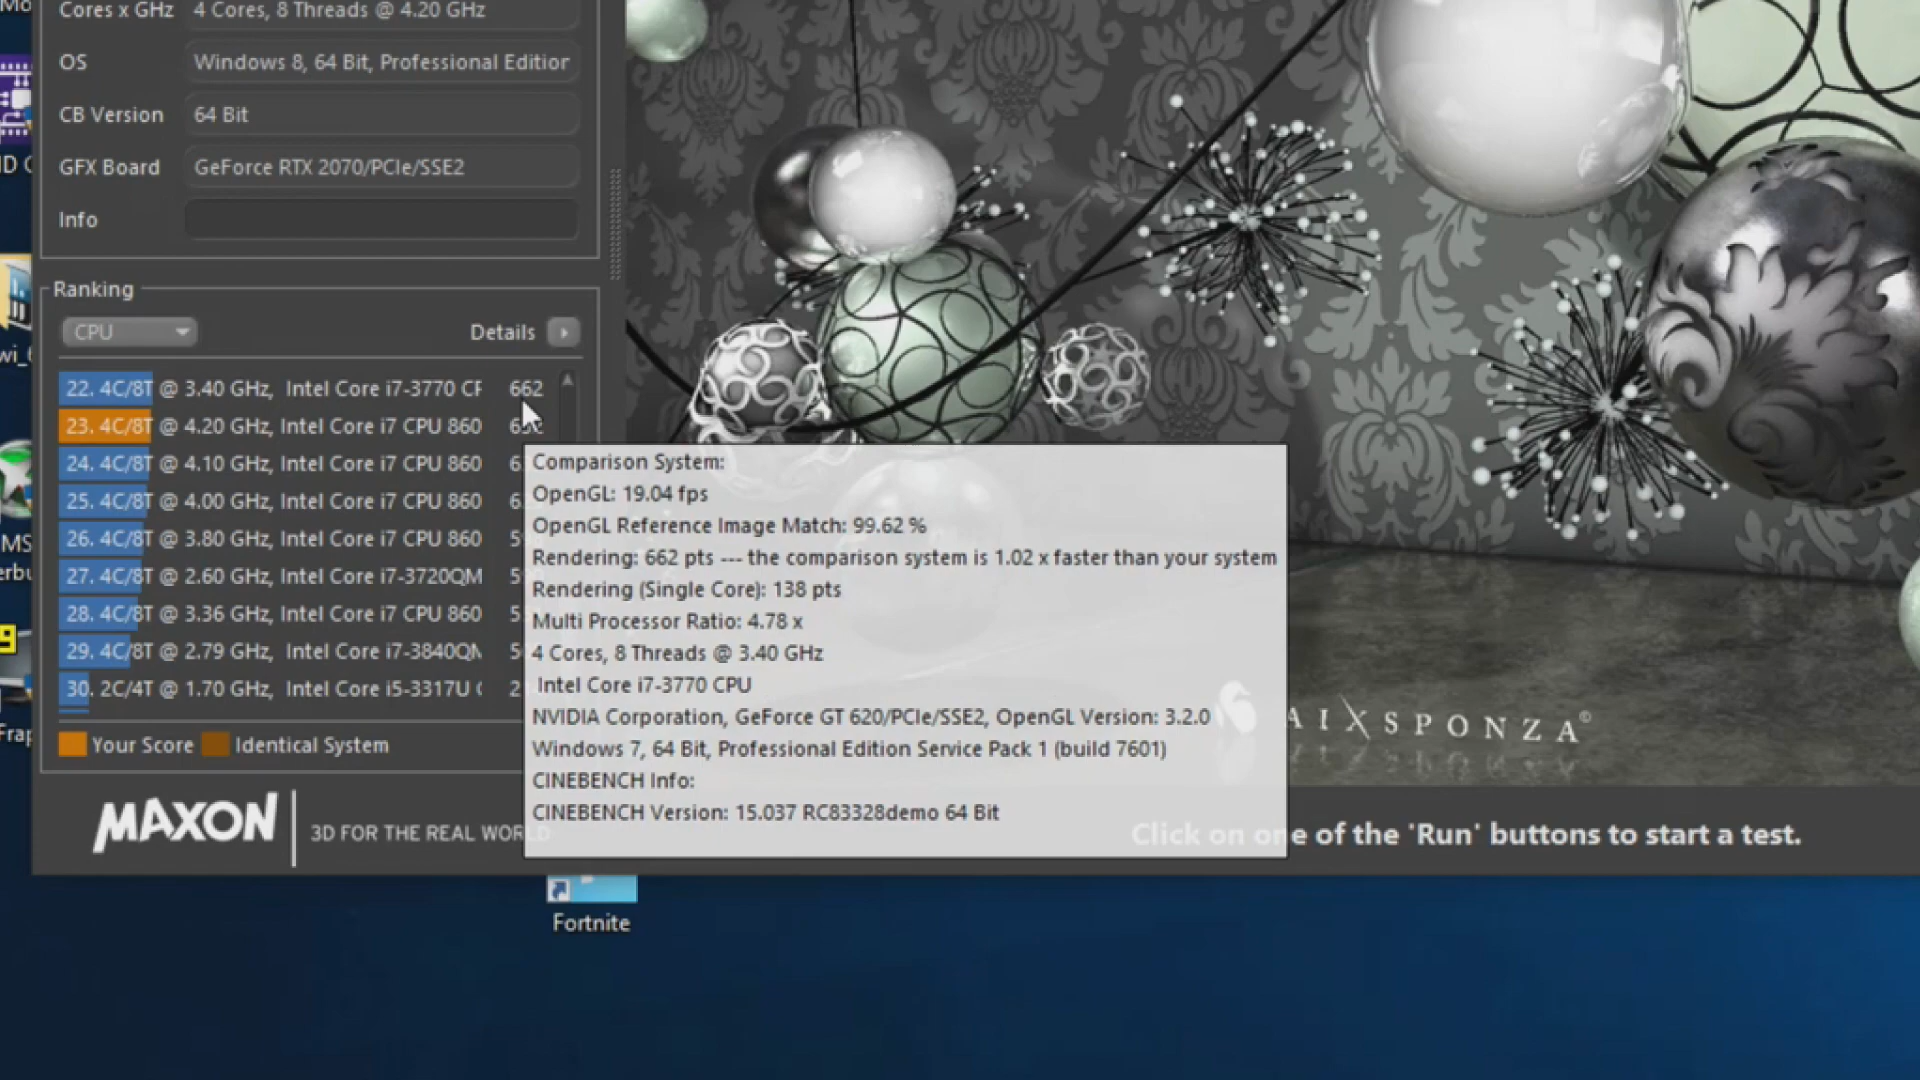 Cores x GHz 4 Cores, 8 Threads @ 4.20 GHz
OS Windows 8, 64 Bit, Professional Edition
CB Version 64 Bit
GFX Board GeForce RTX 2070/PCIe/SSE2
Info
Ranking
CPU Details
22. 4C/8T @ 3.40 GHz, Intel Core i7-3770 CP 662
23. 4C/8T @ 4.20 GHz, Intel Core i7 CPU 860
24. 4C/8T @ 4.10 GHz, Intel Core i7 CPU 860
25. 4C/8T @ 4.00 GHz, Intel Core i7 CPU 860
26. 4C/8T @ 3.80 GHz, Intel Core i7 CPU 860
27. 4C/8T @ 2.60 GHz, Intel Core i7-3720QM
28. 4C/8T @ 3.36 GHz, Intel Core i7 CPU 860
29. 4C/8T @ 2.79 GHz, Intel Core i7-3840QM
30. 2C/4T @ 1.70 GHz, Intel Core i5-3317U
Your Score Identical System
MAXON 3D FOR THE REAL WORLD
Comparison System:
OpenGL: 19.04 fps
OpenGL Reference Image Match: 99.62 %
Rendering: 662 pts --- the comparison system is 1.02 x faster than your system
Rendering (Single Core): 138 pts
Multi Processor Ratio: 4.78 x
4 Cores, 8 Threads @ 3.40 GHz
Intel Core i7-3770 CPU
NVIDIA Corporation, GeForce GT 620/PCIe/SSE2, OpenGL Version: 3.2.0
Windows 7, 64 Bit, Professional Edition Service Pack 1 (build 7601)
CINEBENCH Info:
CINEBENCH Version: 15.037 RC83328demo 64 Bit
AIXSPONZA®
Click on one of the 'Run' buttons to start a test.
Fortnite